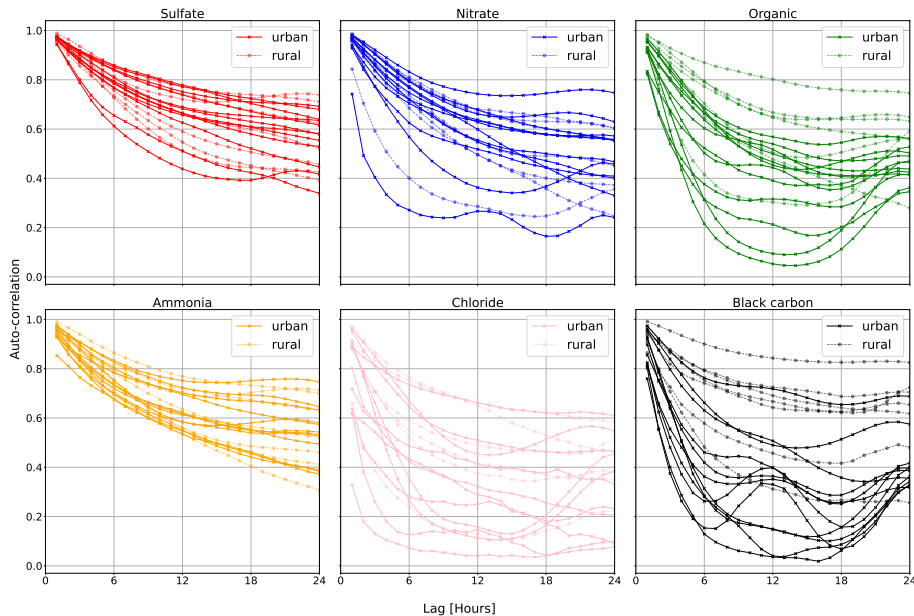 Sulfate
Nitrate
Organic
1.0
0.8
0.6
0.4
0.2
0.0
urban
rural
urban
rural
urban
rural
Auto-correlation
Ammonia
Chloride
Black carbon
1.0
0.8
0.6
0.4
0.2
0.0
urban
rural
urban
rural
urban
rural
0 6 12 18 24
0 6 12 18 24
0 6 12 18 24
Lag [Hours]